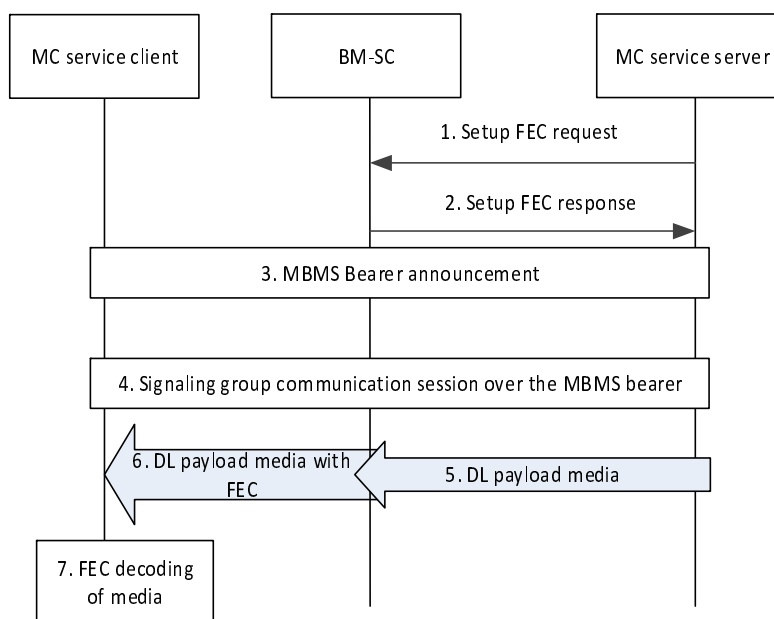 MC service client
BM-SC
MC service server
1. Setup FEC request
2. Setup FEC response
3. MBMS Bearer announcement
4. Signaling group communication session over the MBMS bearer
6. DL payload media with
FEC
5. DL payload media
7. FEC decoding
of media